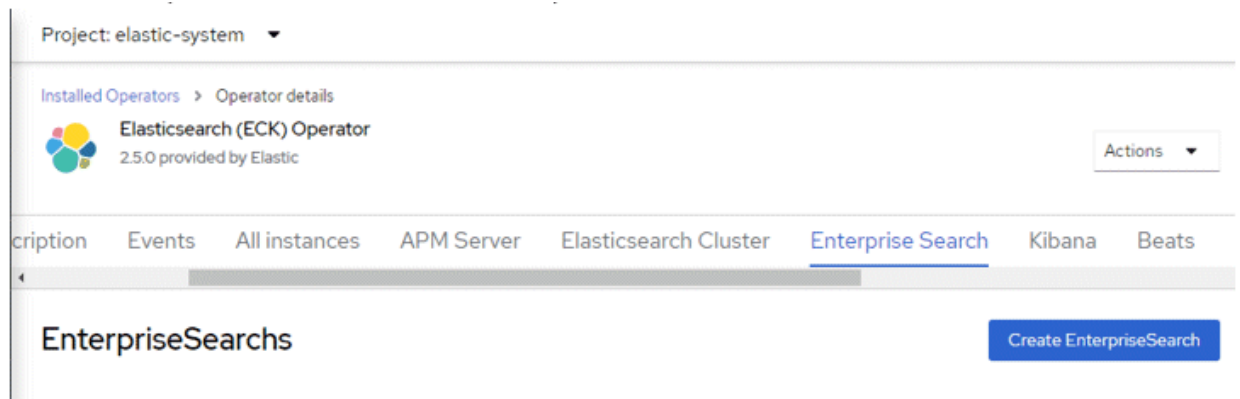 Project: elastic-system
Installed Operators > Operator details
Elasticsearch (ECK) Operator
2.5.0 provided by Elastic
Actions
cription Events All instances APM Server Elasticsearch Cluster Enterprise Search Kibana Beats
EnterpriseSearchs
Create EnterpriseSearch